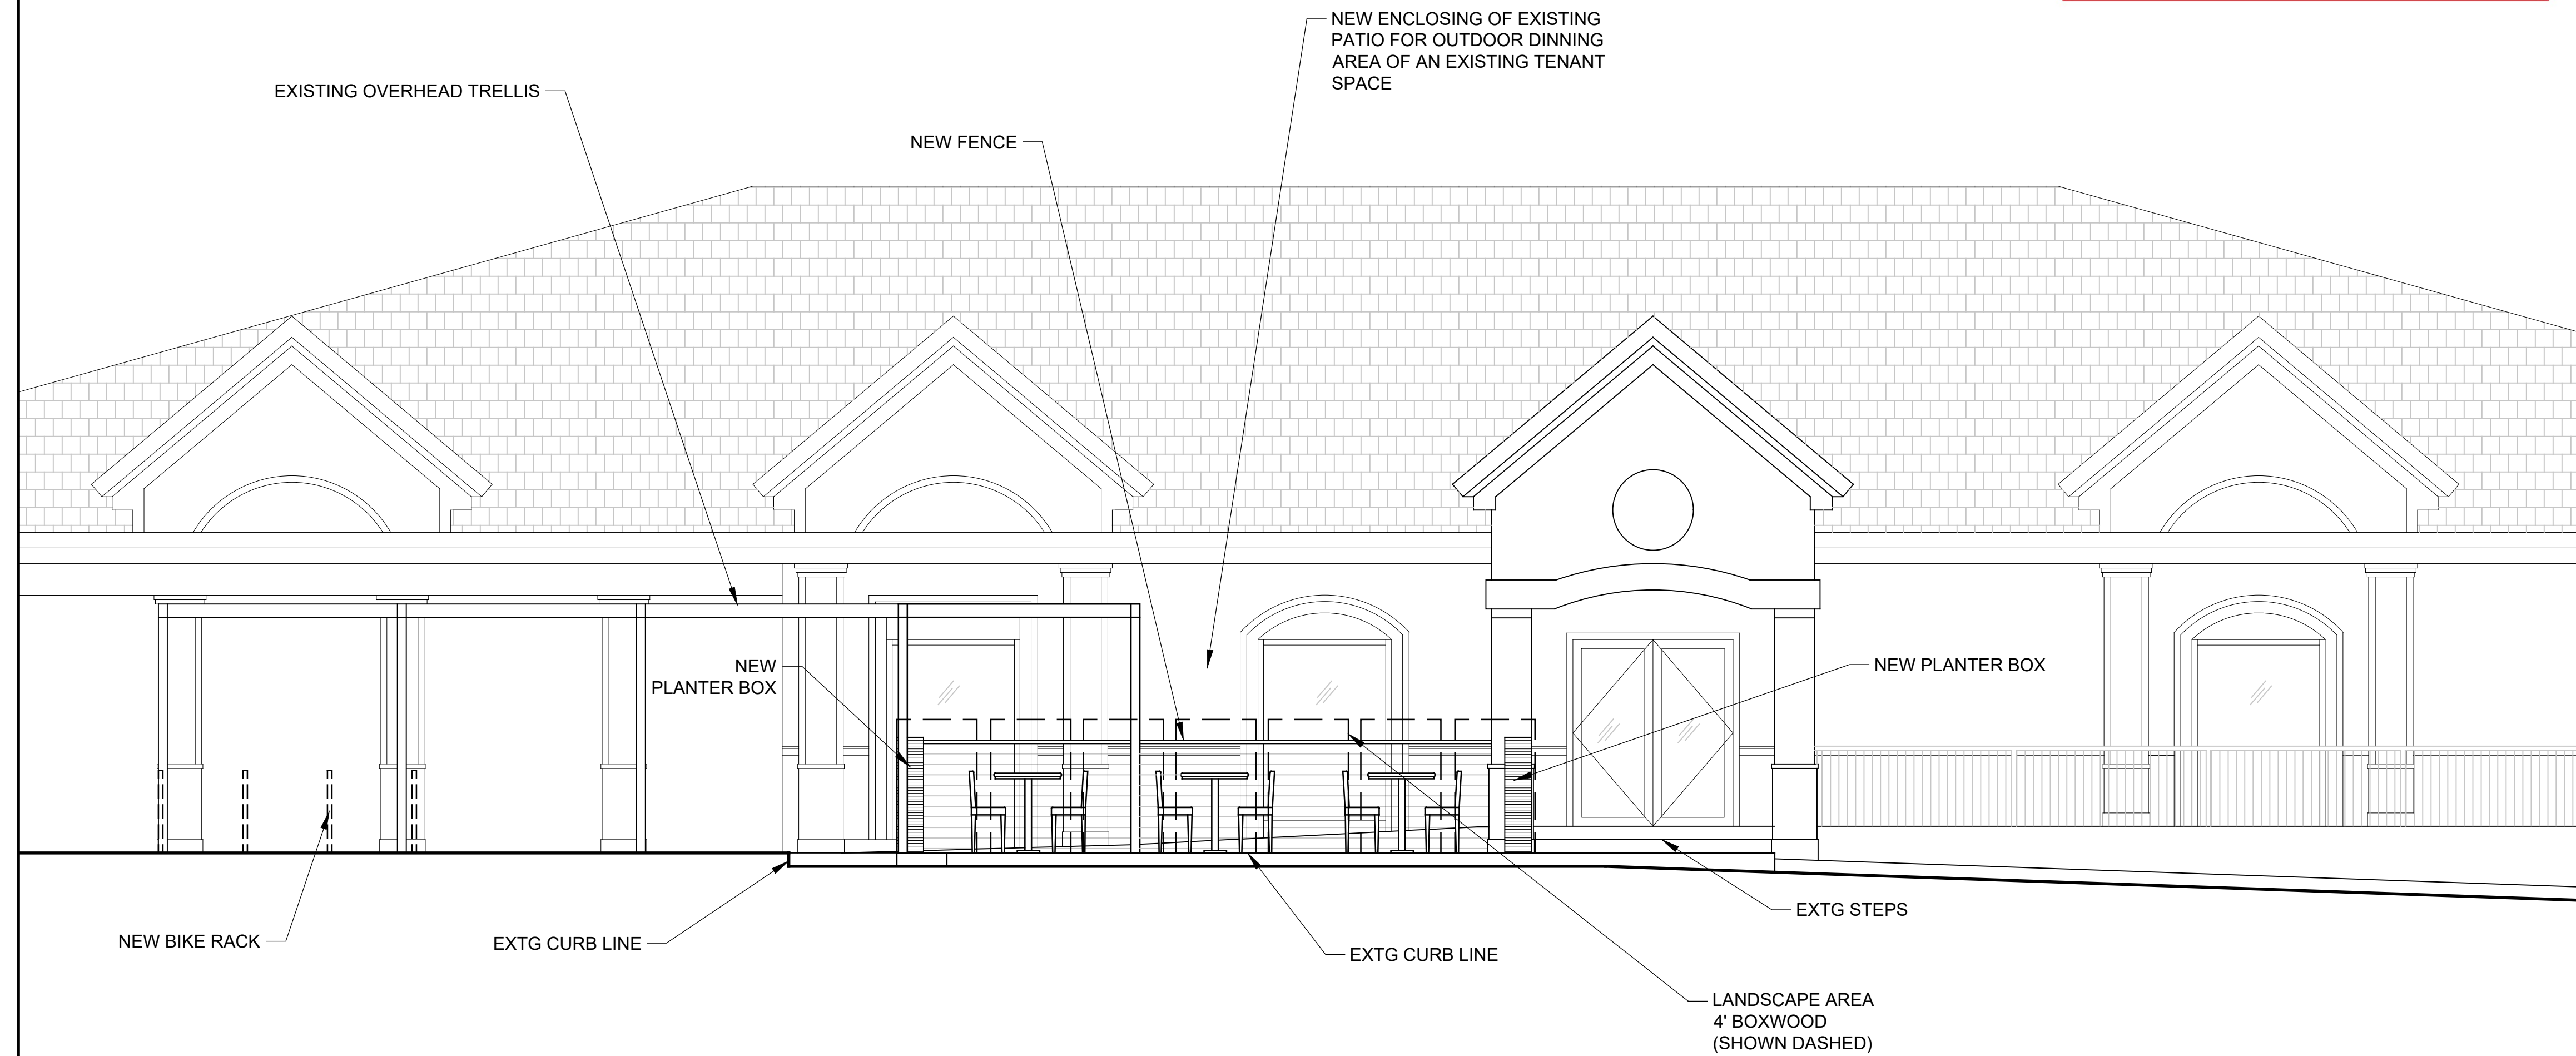 NEW ENCLOSING OF EXISTING
PATIO FOR OUTDOOR DINNING
AREA OF AN EXISTING TENANT
SPACE
EXISTING OVERHEAD TRELLIS
NEW FENCE
NEW
PLANTER BOX
NEW PLANTER BOX
NEW BIKE RACK
EXTG CURB LINE
EXTG CURB LINE
EXTG STEPS
LANDSCAPE AREA
4' BOXWOOD
(SHOWN DASHED)